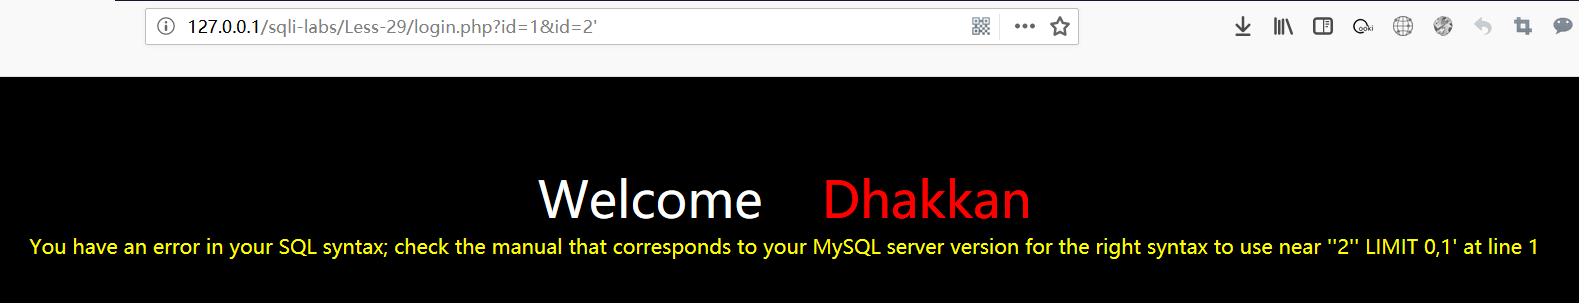 127.0.0.1/sqli-labs/Less-29/login.php?id=1&id=2'
Welcome Dhakkan
You have an error in your SQL syntax; check the manual that corresponds to your MySQL server version for the right syntax to use near ''2'' LIMIT 0,1' at line 1